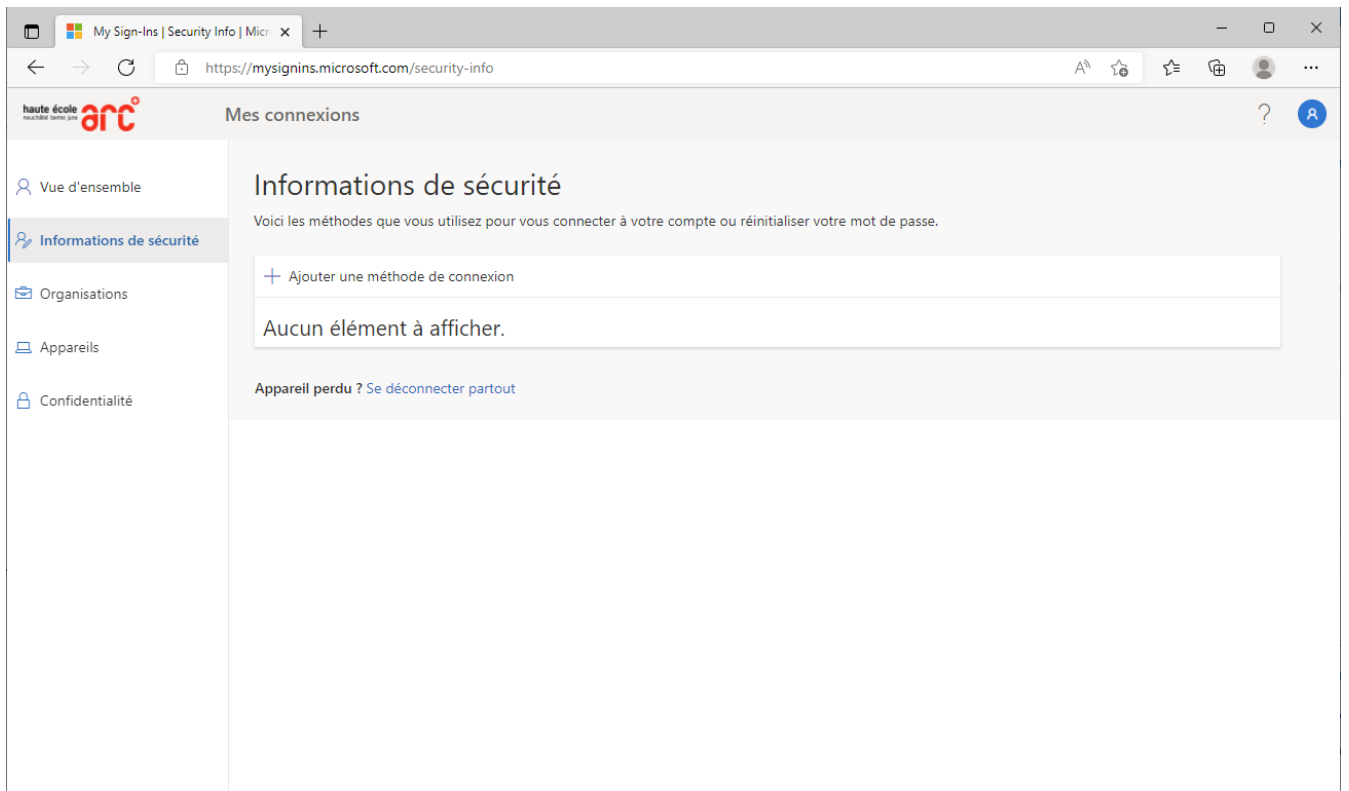 My Sign-Ins | Security Info | Micr
https://mysignins.microsoft.com/security-info
haute école
neuchâtel berne jura
arc
Mes connexions
?
Vue d'ensemble
Informations de sécurité
Organisations
Appareils
Confidentialité
Informations de sécurité
Voici les méthodes que vous utilisez pour vous connecter à votre compte ou réinitialiser votre mot de passe.
Ajouter une méthode de connexion
Aucun élément à afficher.
Appareil perdu ? Se déconnecter partout